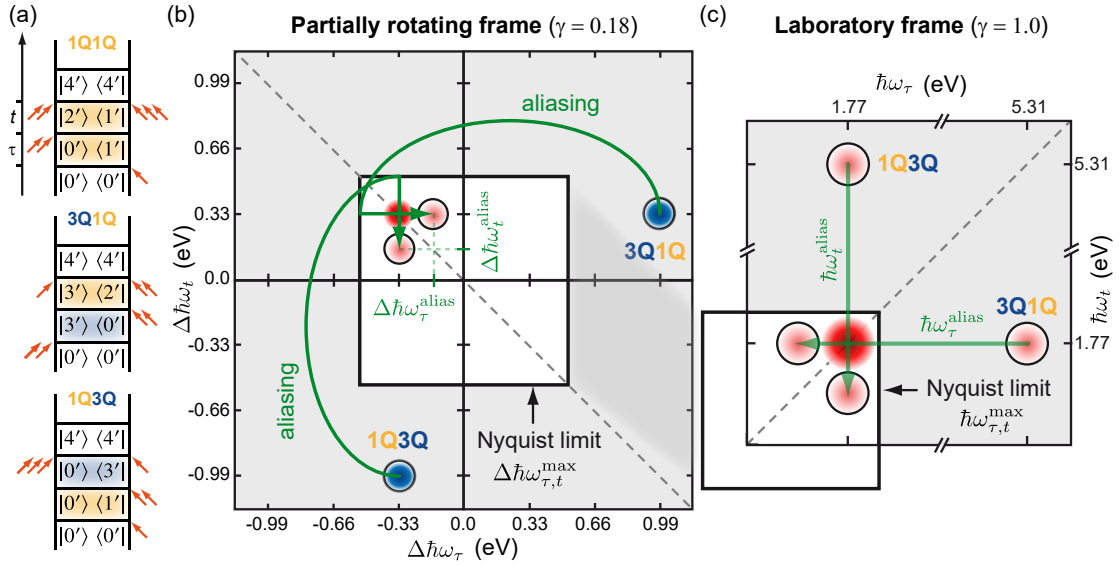 (a)
1Q1Q
|4′⟩ ⟨4′|
t
|2′⟩ ⟨1′|
τ
|0′⟩ ⟨1′|
|0′⟩ ⟨0′|
3Q1Q
|4′⟩ ⟨4′|
|3′⟩ ⟨2′|
|3′⟩ ⟨0′|
|0′⟩ ⟨0′|
1Q3Q
|4′⟩ ⟨4′|
|0′⟩ ⟨3′|
|0′⟩ ⟨1′|
|0′⟩ ⟨0′|
(b)
Partially rotating frame (γ = 0.18)
Δħω_t (eV)
0.99
0.66
0.33
0.0
-0.33
-0.66
-0.99
aliasing
Δħω_t^alias
3Q1Q
Δħω_τ^alias
aliasing
1Q3Q
Nyquist limit
Δħω_τ,t^max
-0.99
-0.66
-0.33
0.0
0.33
0.66
0.99
Δħω_τ (eV)
(c)
Laboratory frame (γ = 1.0)
ħω_τ (eV)
1.77
5.31
1Q3Q
5.31
ħω_t^alias
3Q1Q
ħω_t (eV)
ħω_τ^alias
1.77
Nyquist limit
ħω_τ,t^max